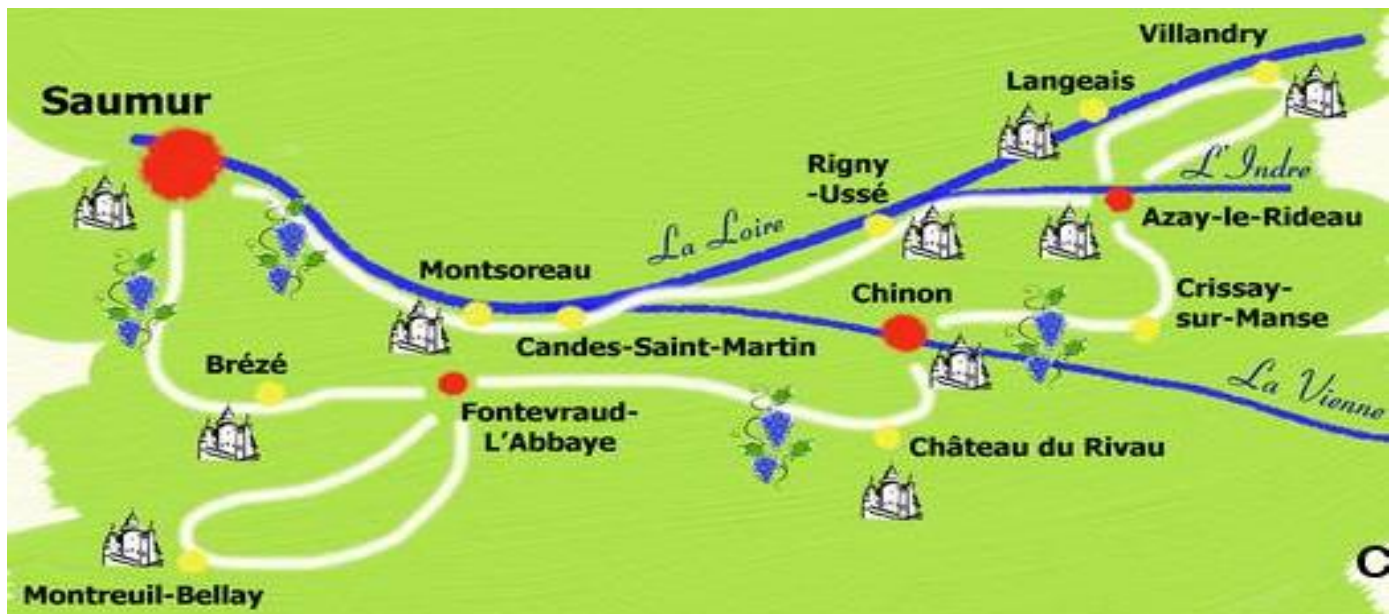 Villandry
Langeais
Saumur
Rigny
-Ussé
L'Indre
Azay-le-Rideau
La Loire
Montsoreau
Chinon
Crissay-
sur-Manse
Candes-Saint-Martin
Brézé
La Vienne
Fontevraud-
L'Abbaye
Château du Rivau
Montreuil-Bellay
C